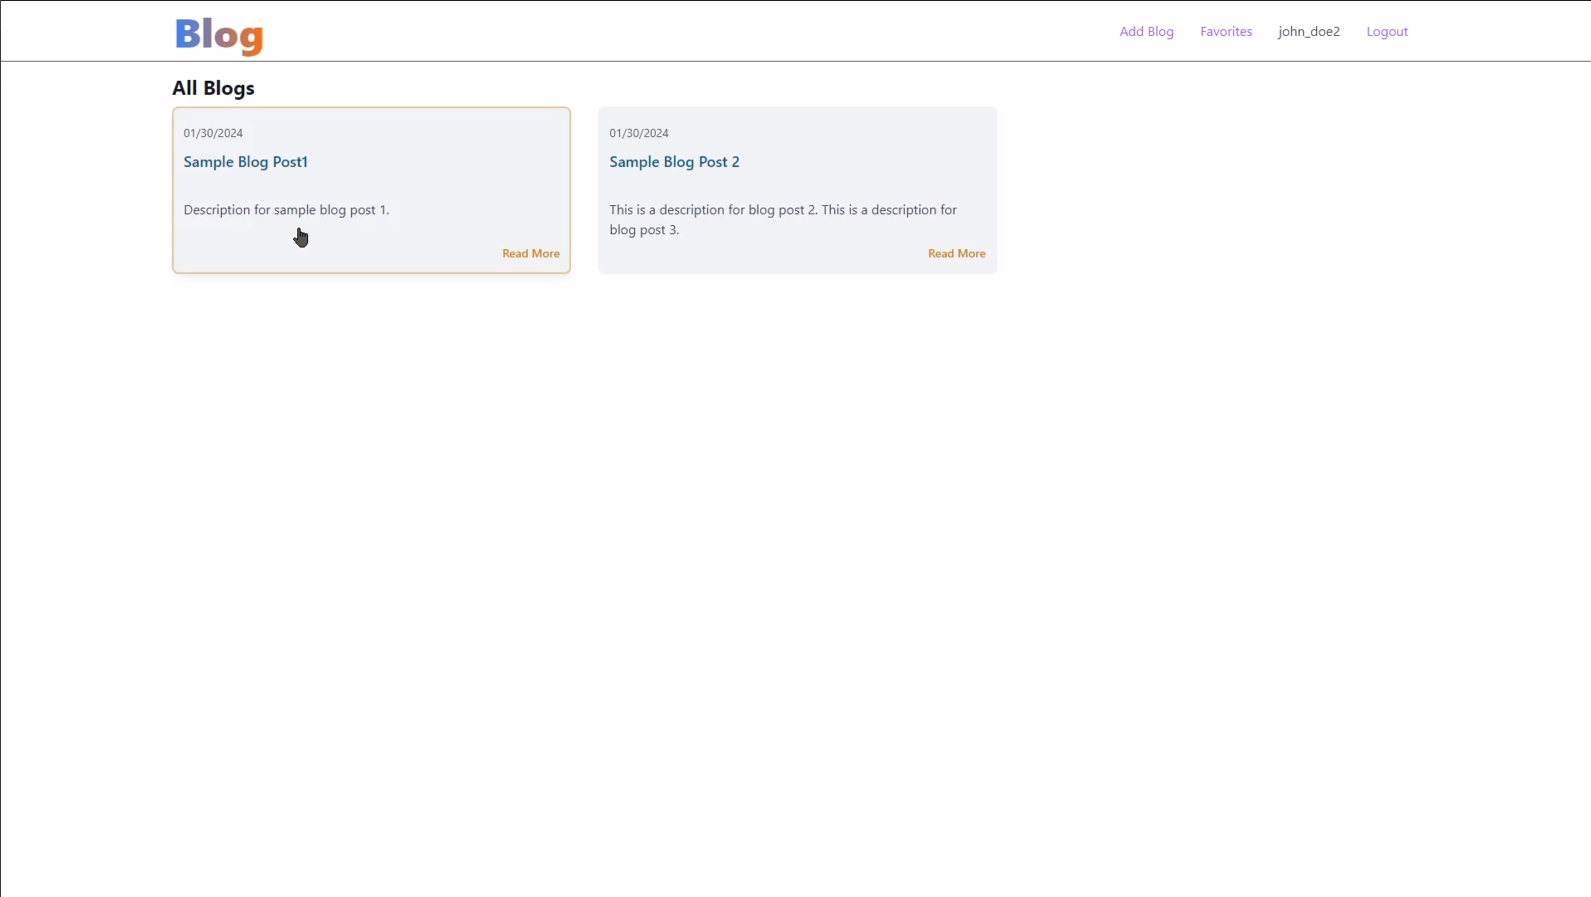 Blog
Add Blog
Favorites
john_doe2
Logout
All Blogs
01/30/2024
Sample Blog Post1
Description for sample blog post 1.
Read More
01/30/2024
Sample Blog Post 2
This is a description for blog post 2. This is a description for
blog post 3.
Read More